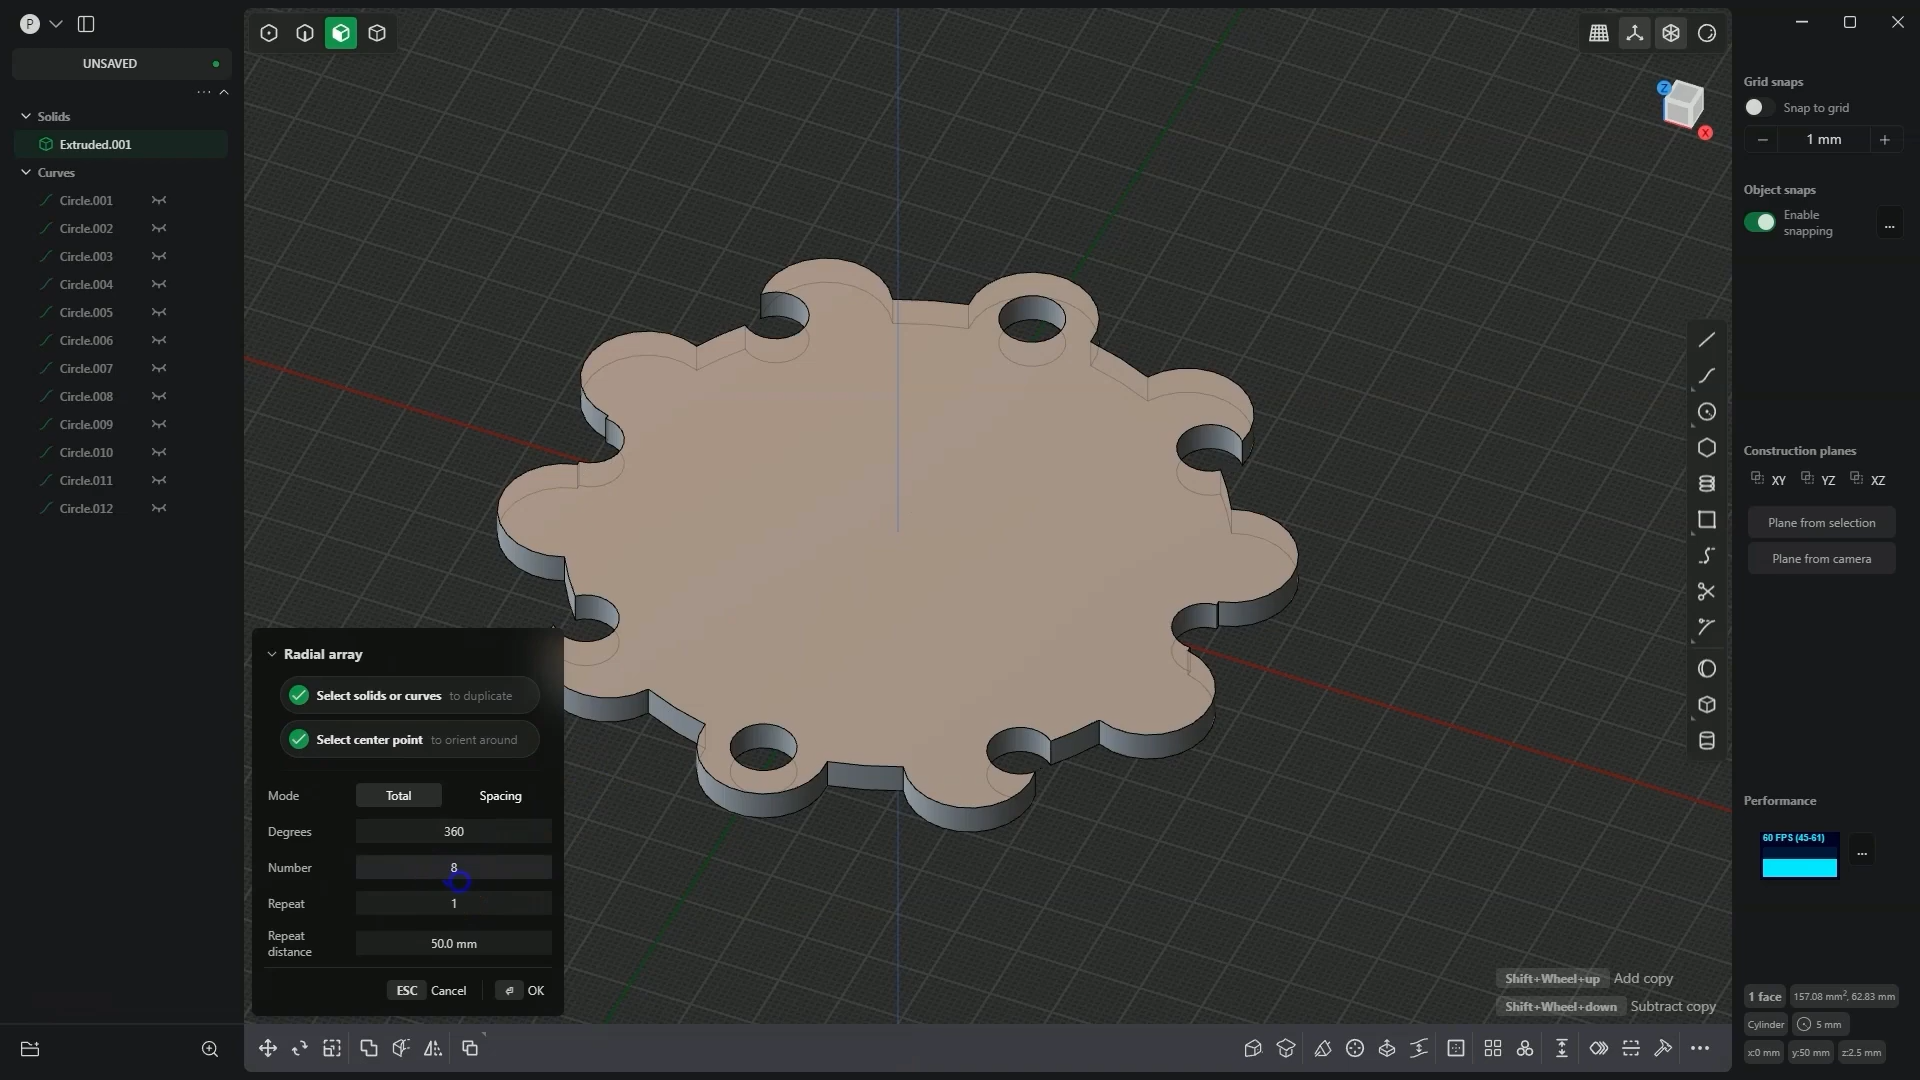 P
UNSAVED
Solids
Extruded.001
Curves
Circle.001
Circle.002
Circle.003
Circle.004
Circle.005
Circle.006
Circle.007
Circle.008
Circle.009
Circle.010
Circle.011
Circle.012
Z
X
Radial array
Select solids or curves to duplicate
Select center point to orient around
Mode Total Spacing
Degrees 360
Number 8
Repeat 1
Repeat distance 50.0 mm
ESC Cancel OK
Shift+Wheel+up Add copy
Shift+Wheel+down Subtract copy
Grid snaps
Snap to grid
− 1 mm +
Object snaps
Enable
snapping
...
Construction planes
XY YZ XZ
Plane from selection
Plane from camera
Performance
60 FPS (45-61)
...
1 face 157.08 mm², 62.83 mm
Cylinder 5 mm
x:0 mm y:50 mm z:2.5 mm